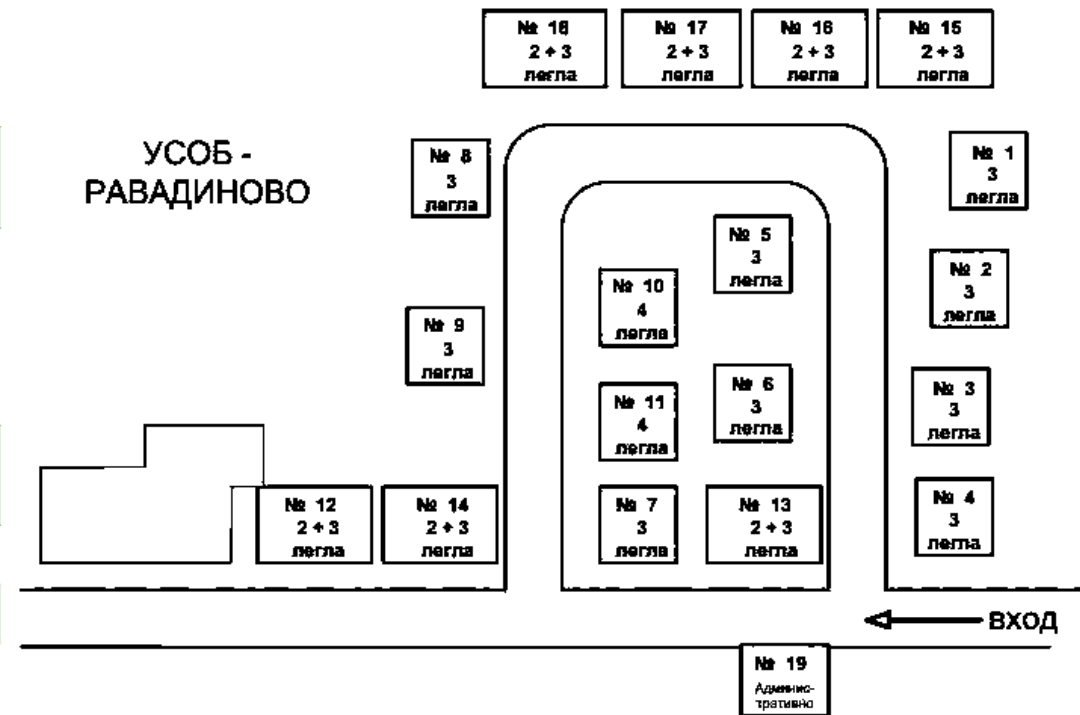 № 18
2 + 3
легла
№ 17
2 + 3
легла
№ 16
2 + 3
легла
№ 15
2 + 3
легла
УСОБ -
РАВАДИНОВО
№ 8
3
легла
№ 1
3
легла
№ 5
3
легла
№ 2
3
легла
№ 10
4
легла
№ 9
3
легла
№ 6
3
легла
№ 3
3
легла
№ 11
4
легла
№ 12
2 + 3
легла
№ 14
2 + 3
легла
№ 7
3
легла
№ 13
2 + 3
легла
№ 4
3
легла
ВХОД
№ 19
Админис-
тративно